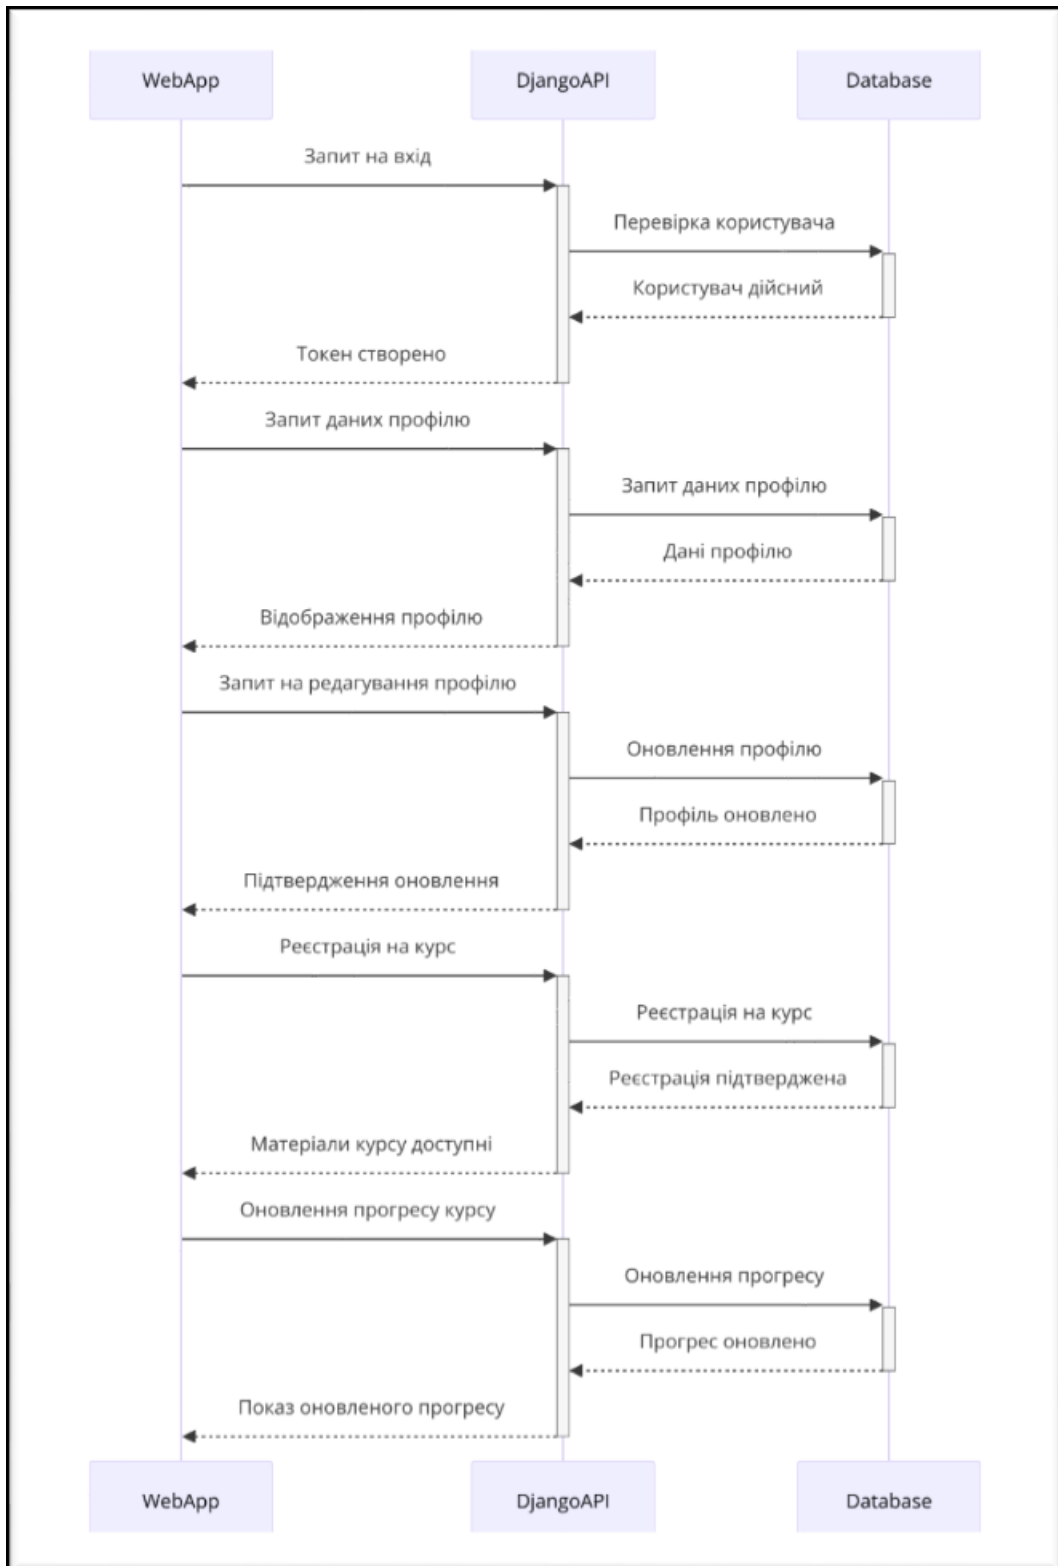 WebApp
DjangoAPI
Database
Запит на вхід
Перевірка користувача
Користувач дійсний
Токен створено
Запит даних профілю
Запит даних профілю
Дані профілю
Відображення профілю
Запит на редагування профілю
Оновлення профілю
Профіль оновлено
Підтвердження оновлення
Реєстрація на курс
Реєстрація на курс
Реєстрація підтверджена
Матеріали курсу доступні
Оновлення прогресу курсу
Оновлення прогресу
Прогрес оновлено
Показ оновленого прогресу
WebApp
DjangoAPI
Database